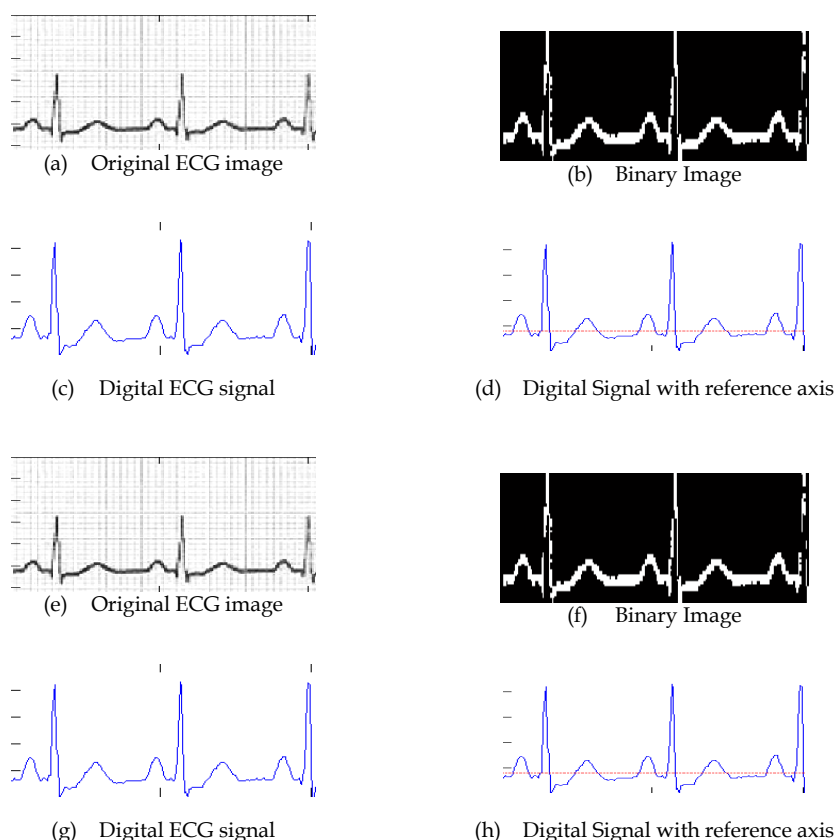 (a) Original ECG image
(b) Binary Image
(c) Digital ECG signal
(d) Digital Signal with reference axis
(e) Original ECG image
(f) Binary Image
(g) Digital ECG signal
(h) Digital Signal with reference axis